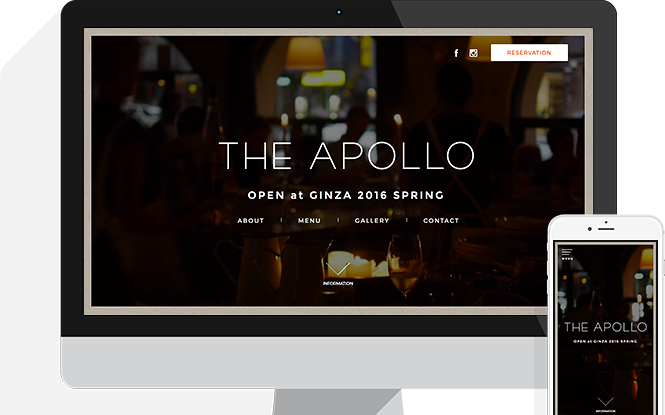 RESERVATION
THE APOLLO
OPEN at GINZA 2016 SPRING
ABOUT
MENU
GALLERY
CONTACT
INFORMATION
MENU
THE APOLLO
OPEN at GINZA 2016 SPRING
INFORMATION